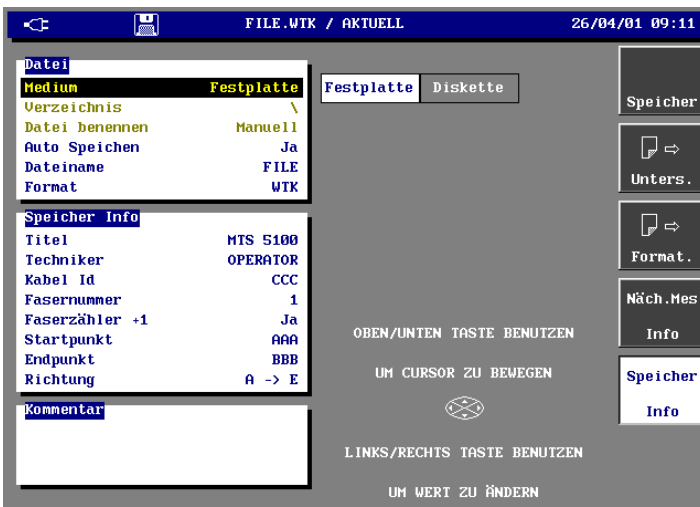 FILE.WTK / AKTUELL 26/04/01 09:11
Datei
Medium Festplatte
Verzeichnis \
Datei benennen Manuell
Auto Speichen Ja
Dateiname FILE
Format WTK
Festplatte Diskette
Speicher Info
Titel MTS 5100
Techniker OPERATOR
Kabel Id CCC
Fasernummer 1
Faserzähler +1 Ja
Startpunkt AAA
Endpunkt BBB
Richtung A -> E
Kommentar
OBEN/UNTEN TASTE BENUTZEN
UM CURSOR ZU BEWEGEN
LINKS/RECHTS TASTE BENUTZEN
UM WERT ZU ÄNDERN
Speicher
Unters.
Format.
Näch.Mes
Info
Speicher
Info